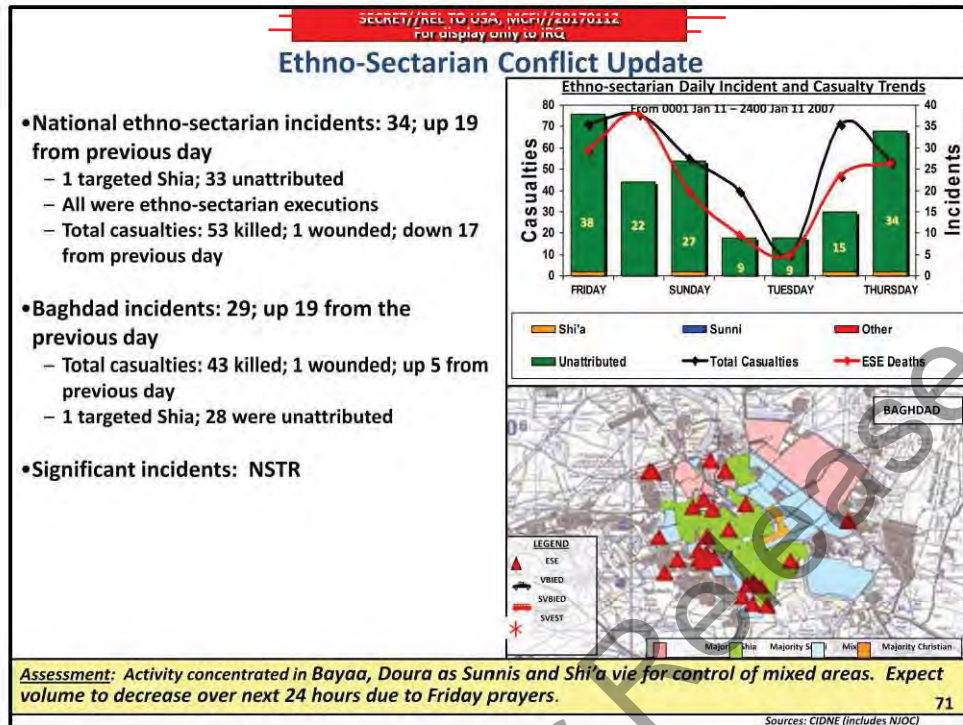 SECRET//REL TO USA, MCFI//20170112
For display only to IRQ
Ethno-Sectarian Conflict Update
•National ethno-sectarian incidents: 34; up 19
from previous day
– 1 targeted Shia; 33 unattributed
– All were ethno-sectarian executions
– Total casualties: 53 killed; 1 wounded; down 17
from previous day
•Baghdad incidents: 29; up 19 from the
previous day
– Total casualties: 43 killed; 1 wounded; up 5 from
previous day
– 1 targeted Shia; 28 were unattributed
•Significant incidents: NSTR
Ethno-sectarian Daily Incident and Casualty Trends
From 0001 Jan 11 – 2400 Jan 11 2007
Casualties
80
70
60
50
40
30
20
10
0
38
22
27
9
9
15
34
40
35
30
25
20
15
10
5
0
Incidents
FRIDAY SUNDAY TUESDAY THURSDAY
Shi'a Sunni Other
Unattributed Total Casualties ESE Deaths
BAGHDAD
LEGEND
ESE
VBIED
SVBIED
SVEST
Majority Christian
Release
Assessment: Activity concentrated in Bayaa, Doura as Sunnis and Shi'a vie for control of mixed areas. Expect
volume to decrease over next 24 hours due to Friday prayers.
71
Sources: CIDNE (includes NJOC)